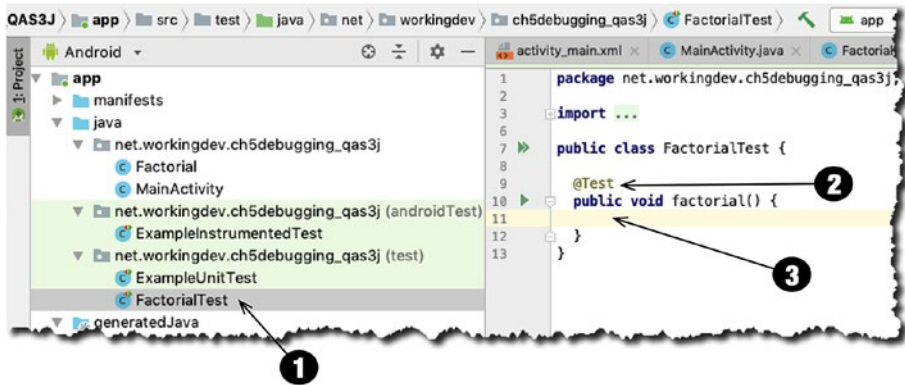 QAS3J app src test java net workingdev ch5debugging_qas3j FactorialTest app
1: Project
Android
app
manifests
java
net.workingdev.ch5debugging_qas3j
Factorial
MainActivity
net.workingdev.ch5debugging_qas3j (androidTest)
ExampleInstrumentedTest
net.workingdev.ch5debugging_qas3j (test)
ExampleUnitTest
FactorialTest
generatedJava
activity_main.xml MainActivity.java Factorial
1 package net.workingdev.ch5debugging_qas3j;
2
3 import ...
6
7 public class FactorialTest {
8
9 @Test
10 public void factorial() {
11
12 }
13 }
1
2
3